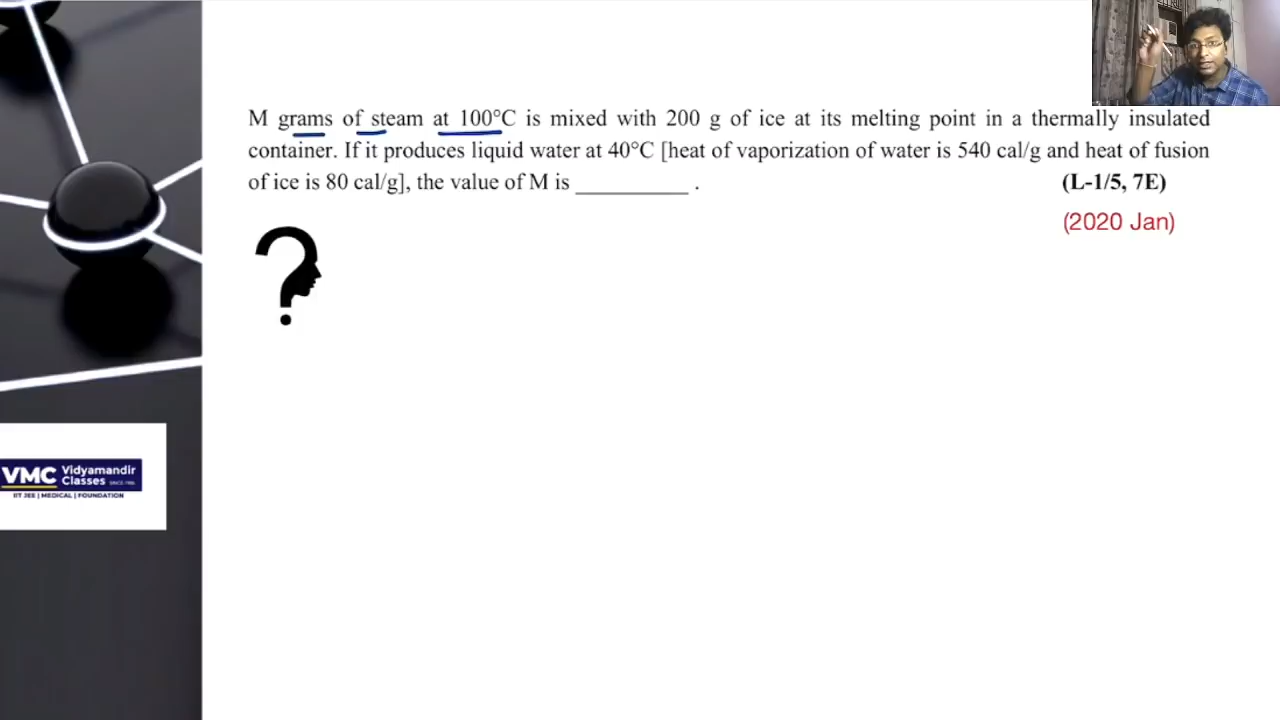 M grams of steam at 100°C is mixed with 200 g of ice at its melting point in a thermally insulated
container. If it produces liquid water at 40°C [heat of vaporization of water is 540 cal/g and heat of fusion
of ice is 80 cal/g], the value of M is __________ .
(L-1/5, 7E)
(2020 Jan)
?
VMC Vidyamandir
Classes SINCE 1986
IIT JEE | MEDICAL | FOUNDATION